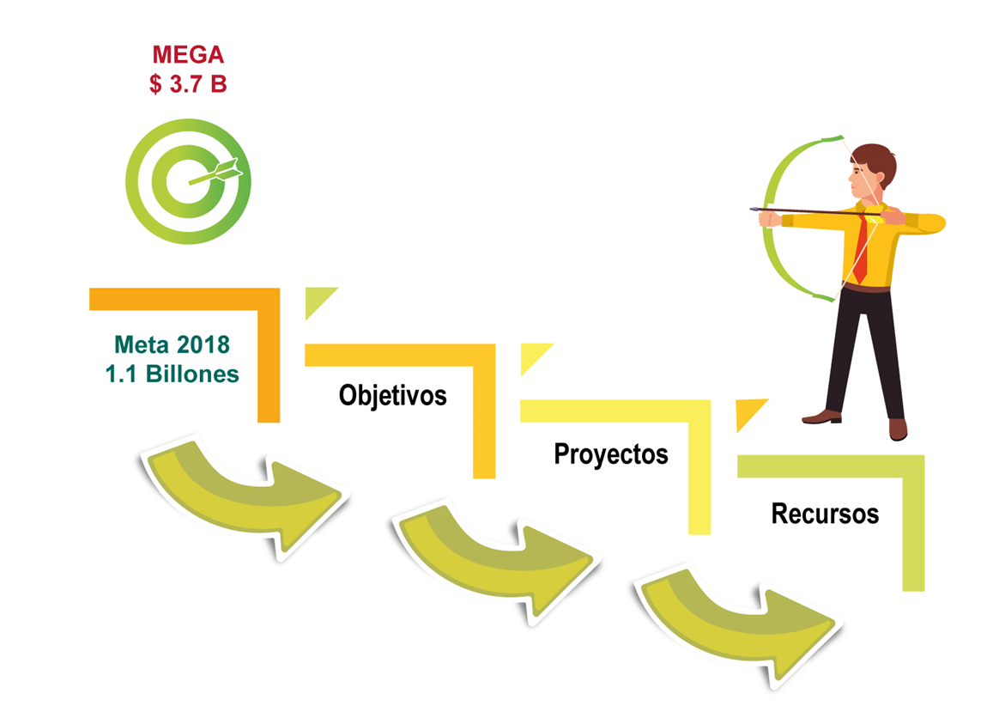 MEGA
$ 3.7 B
Meta 2018
1.1 Billones
Objetivos
Proyectos
Recursos